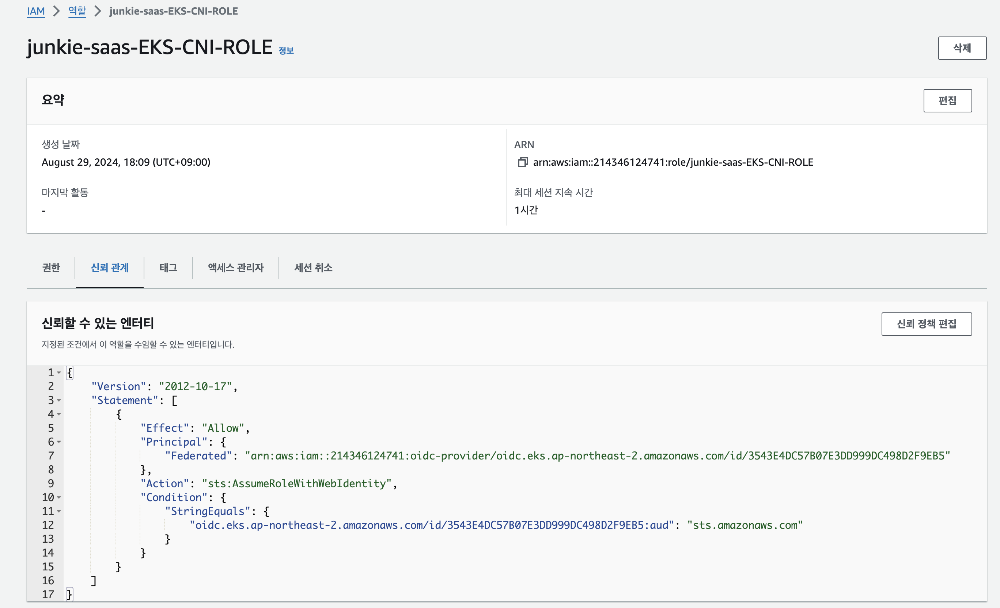 IAM > 역할 > junkie-saas-EKS-CNI-ROLE
junkie-saas-EKS-CNI-ROLE 정보
삭제
요약
편집
생성 날짜
August 29, 2024, 18:09 (UTC+09:00)
ARN
arn:aws:iam::214346124741:role/junkie-saas-EKS-CNI-ROLE
마지막 활동
-
최대 세션 지속 시간
1시간
권한 신뢰 관계 태그 액세스 관리자 세션 취소
신뢰할 수 있는 엔터티
신뢰 정책 편집
지정된 조건에서 이 역할을 수임할 수 있는 엔터티입니다.
1 {
2 "Version": "2012-10-17",
3 "Statement": [
4 {
5 "Effect": "Allow",
6 "Principal": {
7 "Federated": "arn:aws:iam::214346124741:oidc-provider/oidc.eks.ap-northeast-2.amazonaws.com/id/3543E4DC57B07E3DD999DC498D2F9EB5"
8 },
9 "Action": "sts:AssumeRoleWithWebIdentity",
10 "Condition": {
11 "StringEquals": {
12 "oidc.eks.ap-northeast-2.amazonaws.com/id/3543E4DC57B07E3DD999DC498D2F9EB5:aud": "sts.amazonaws.com"
13 }
14 }
15 }
16 ]
17 }